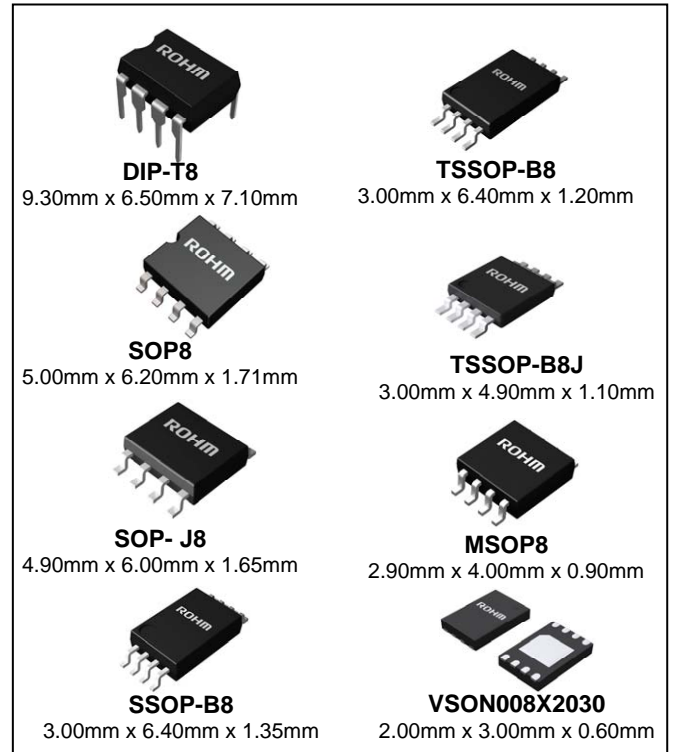 ROHM
DIP-T8
9.30mm x 6.50mm x 7.10mm
ROHM
TSSOP-B8
3.00mm x 6.40mm x 1.20mm
ROHM
SOP8
5.00mm x 6.20mm x 1.71mm
ROHM
TSSOP-B8J
3.00mm x 4.90mm x 1.10mm
ROHM
SOP- J8
4.90mm x 6.00mm x 1.65mm
ROHM
MSOP8
2.90mm x 4.00mm x 0.90mm
ROHM
SSOP-B8
3.00mm x 6.40mm x 1.35mm
ROHM
VSON008X2030
2.00mm x 3.00mm x 0.60mm